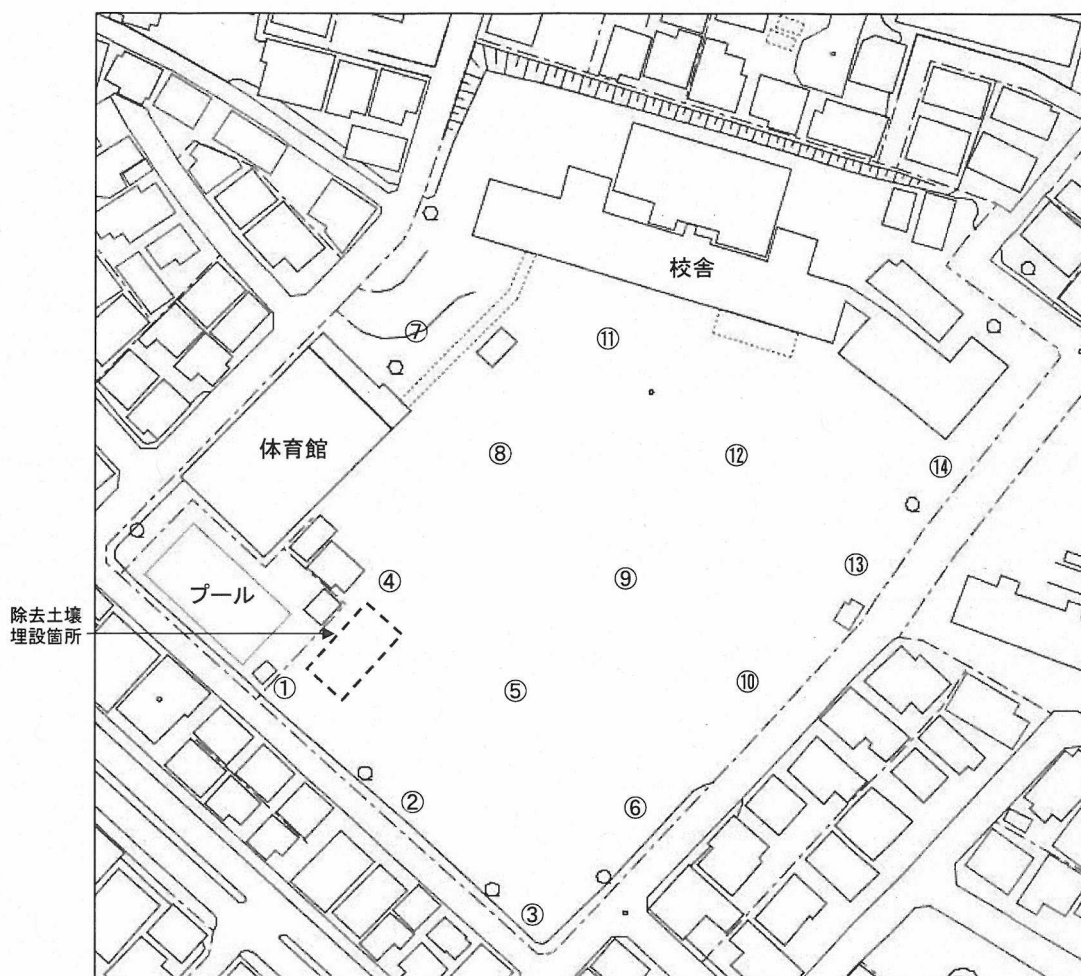 校舎
⑦
⑪
体育館
⑧
⑫
⑭
④
⑨
⑬
プール
除去土壌
埋設箇所
①
⑤
⑩
②
⑥
③